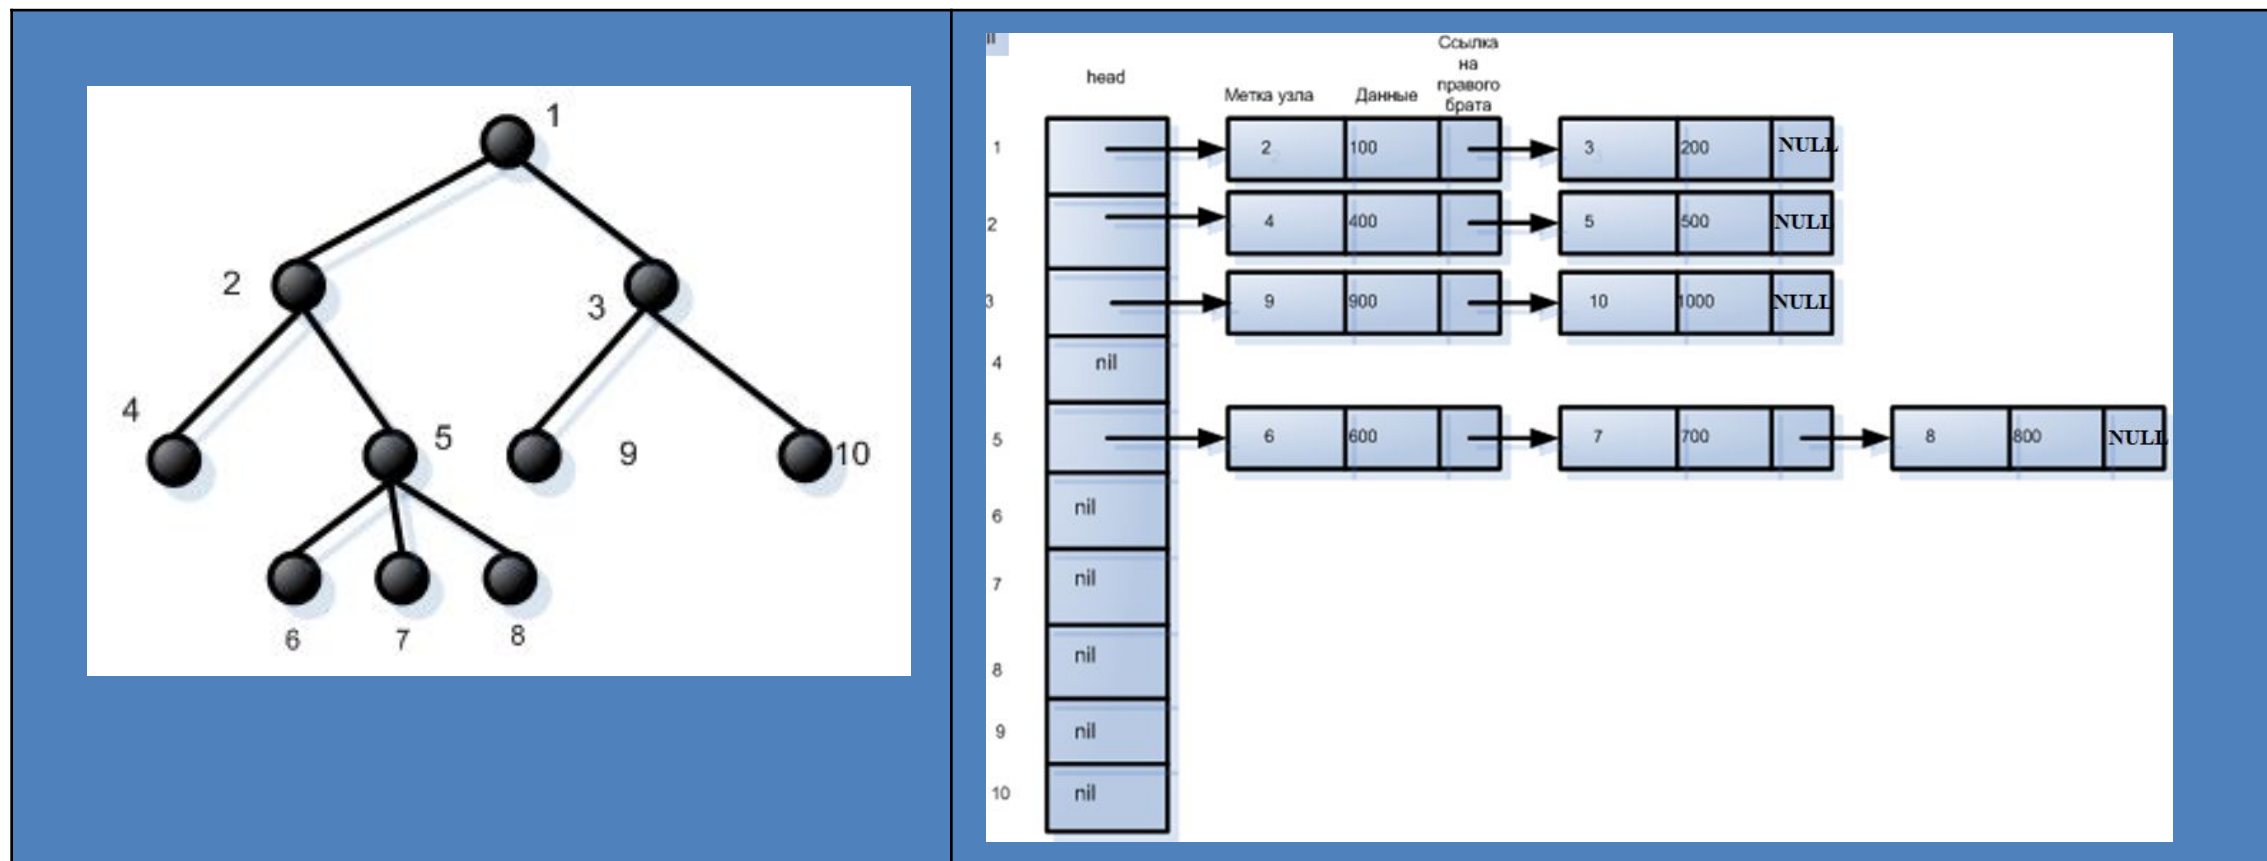 1
2
3
4
5
9
10
6
7
8
head
Ссылка
на
правого
брата
Метка узла
Данные
1
2
100
3
200
NULL
2
4
400
5
500
NULL
3
9
900
10
1000
NULL
4
nil
5
6
600
7
700
8
800
NULL
6
nil
7
nil
8
nil
9
nil
10
nil